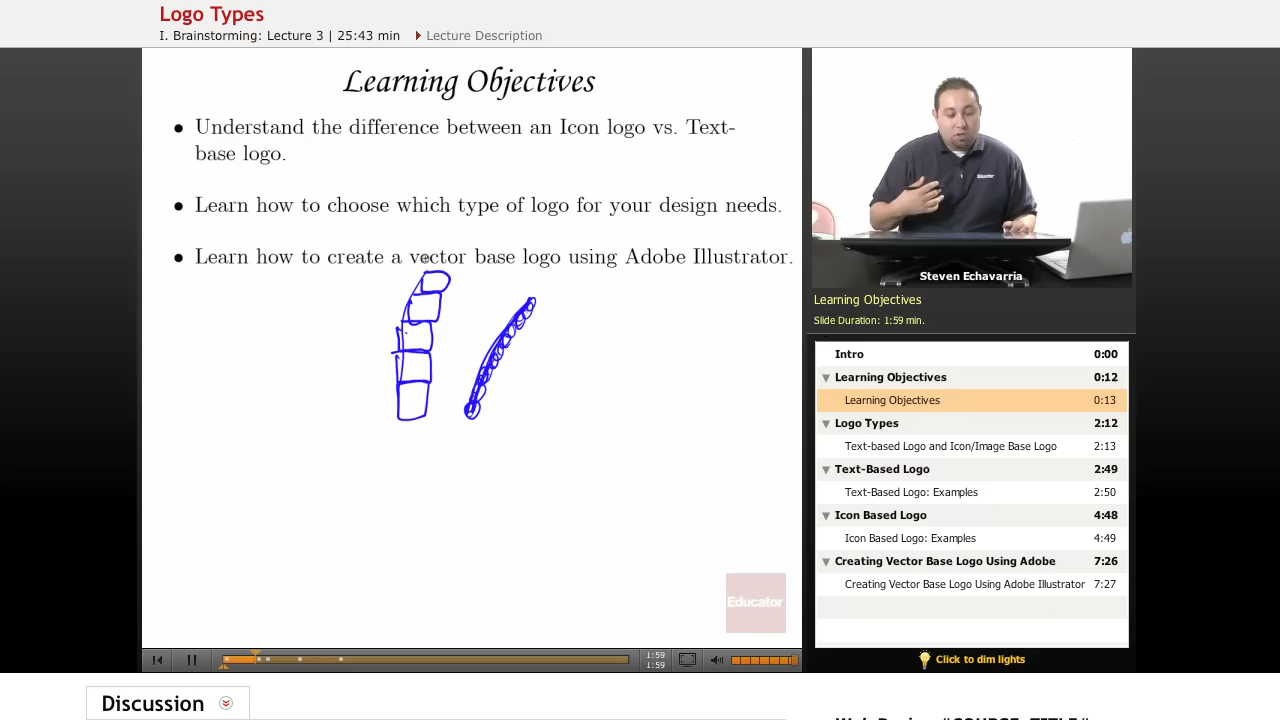 Logo Types
I. Brainstorming: Lecture 3 | 25:43 min
Lecture Description
Learning Objectives
• Understand the difference between an Icon logo vs. Text-
base logo.
• Learn how to choose which type of logo for your design needs.
• Learn how to create a vector base logo using Adobe Illustrator.
Educator
1:59
1:59
Educator
Steven Echavarria
Learning Objectives
Slide Duration: 1:59 min.
Intro 0:00
Learning Objectives 0:12
Learning Objectives 0:13
Logo Types 2:12
Text-based Logo and Icon/Image Base Logo 2:13
Text-Based Logo 2:49
Text-Based Logo: Examples 2:50
Icon Based Logo 4:48
Icon Based Logo: Examples 4:49
Creating Vector Base Logo Using Adobe 7:26
Creating Vector Base Logo Using Adobe Illustrator 7:27
Click to dim lights
Discussion
Web Design #COURSE_TITLE#